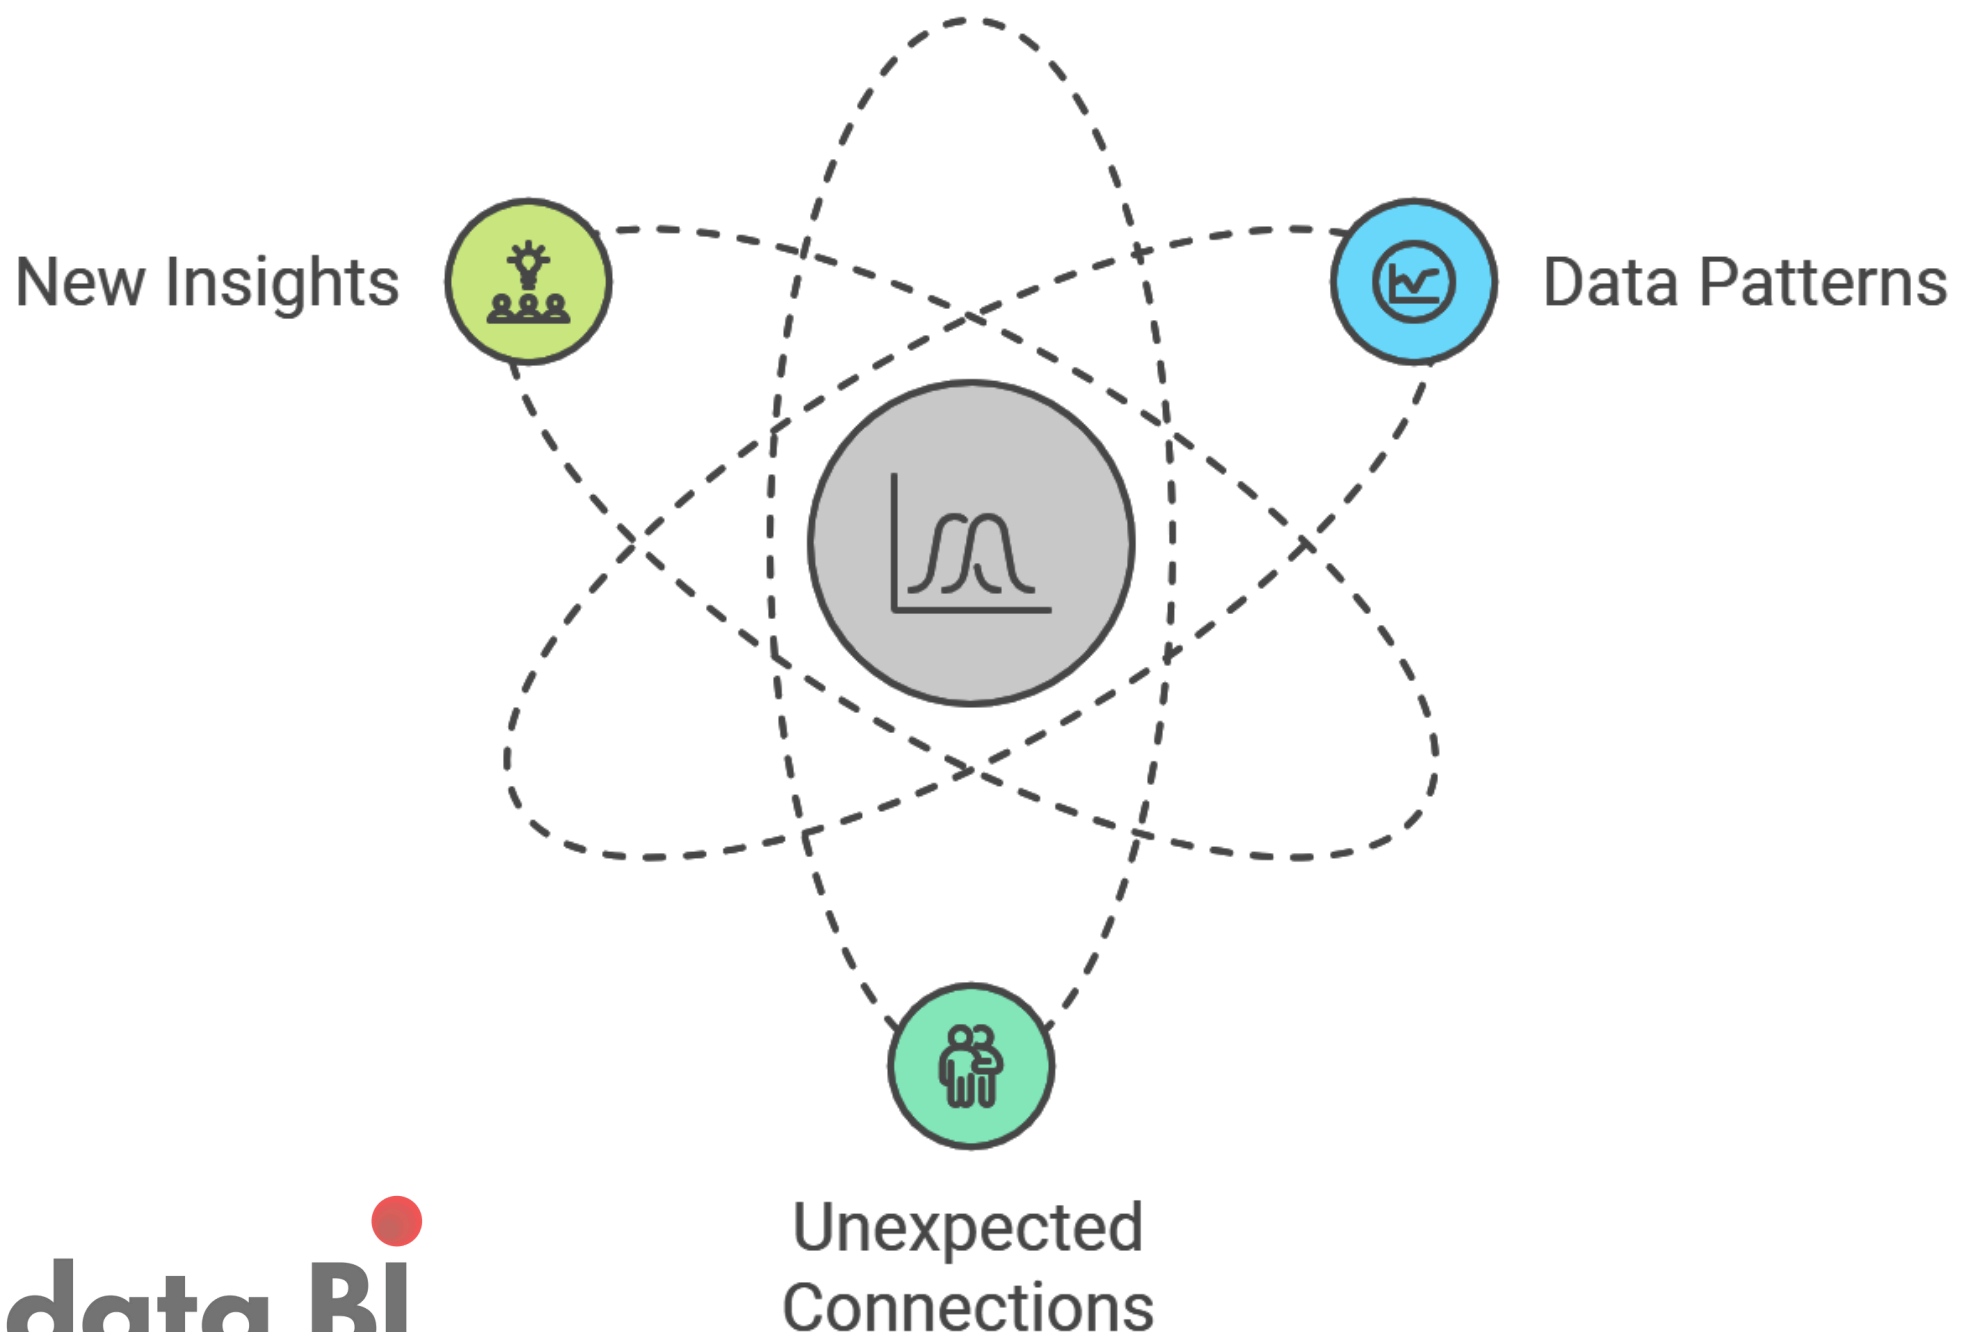 New Insights
Data Patterns
Unexpected
Connections
data BI